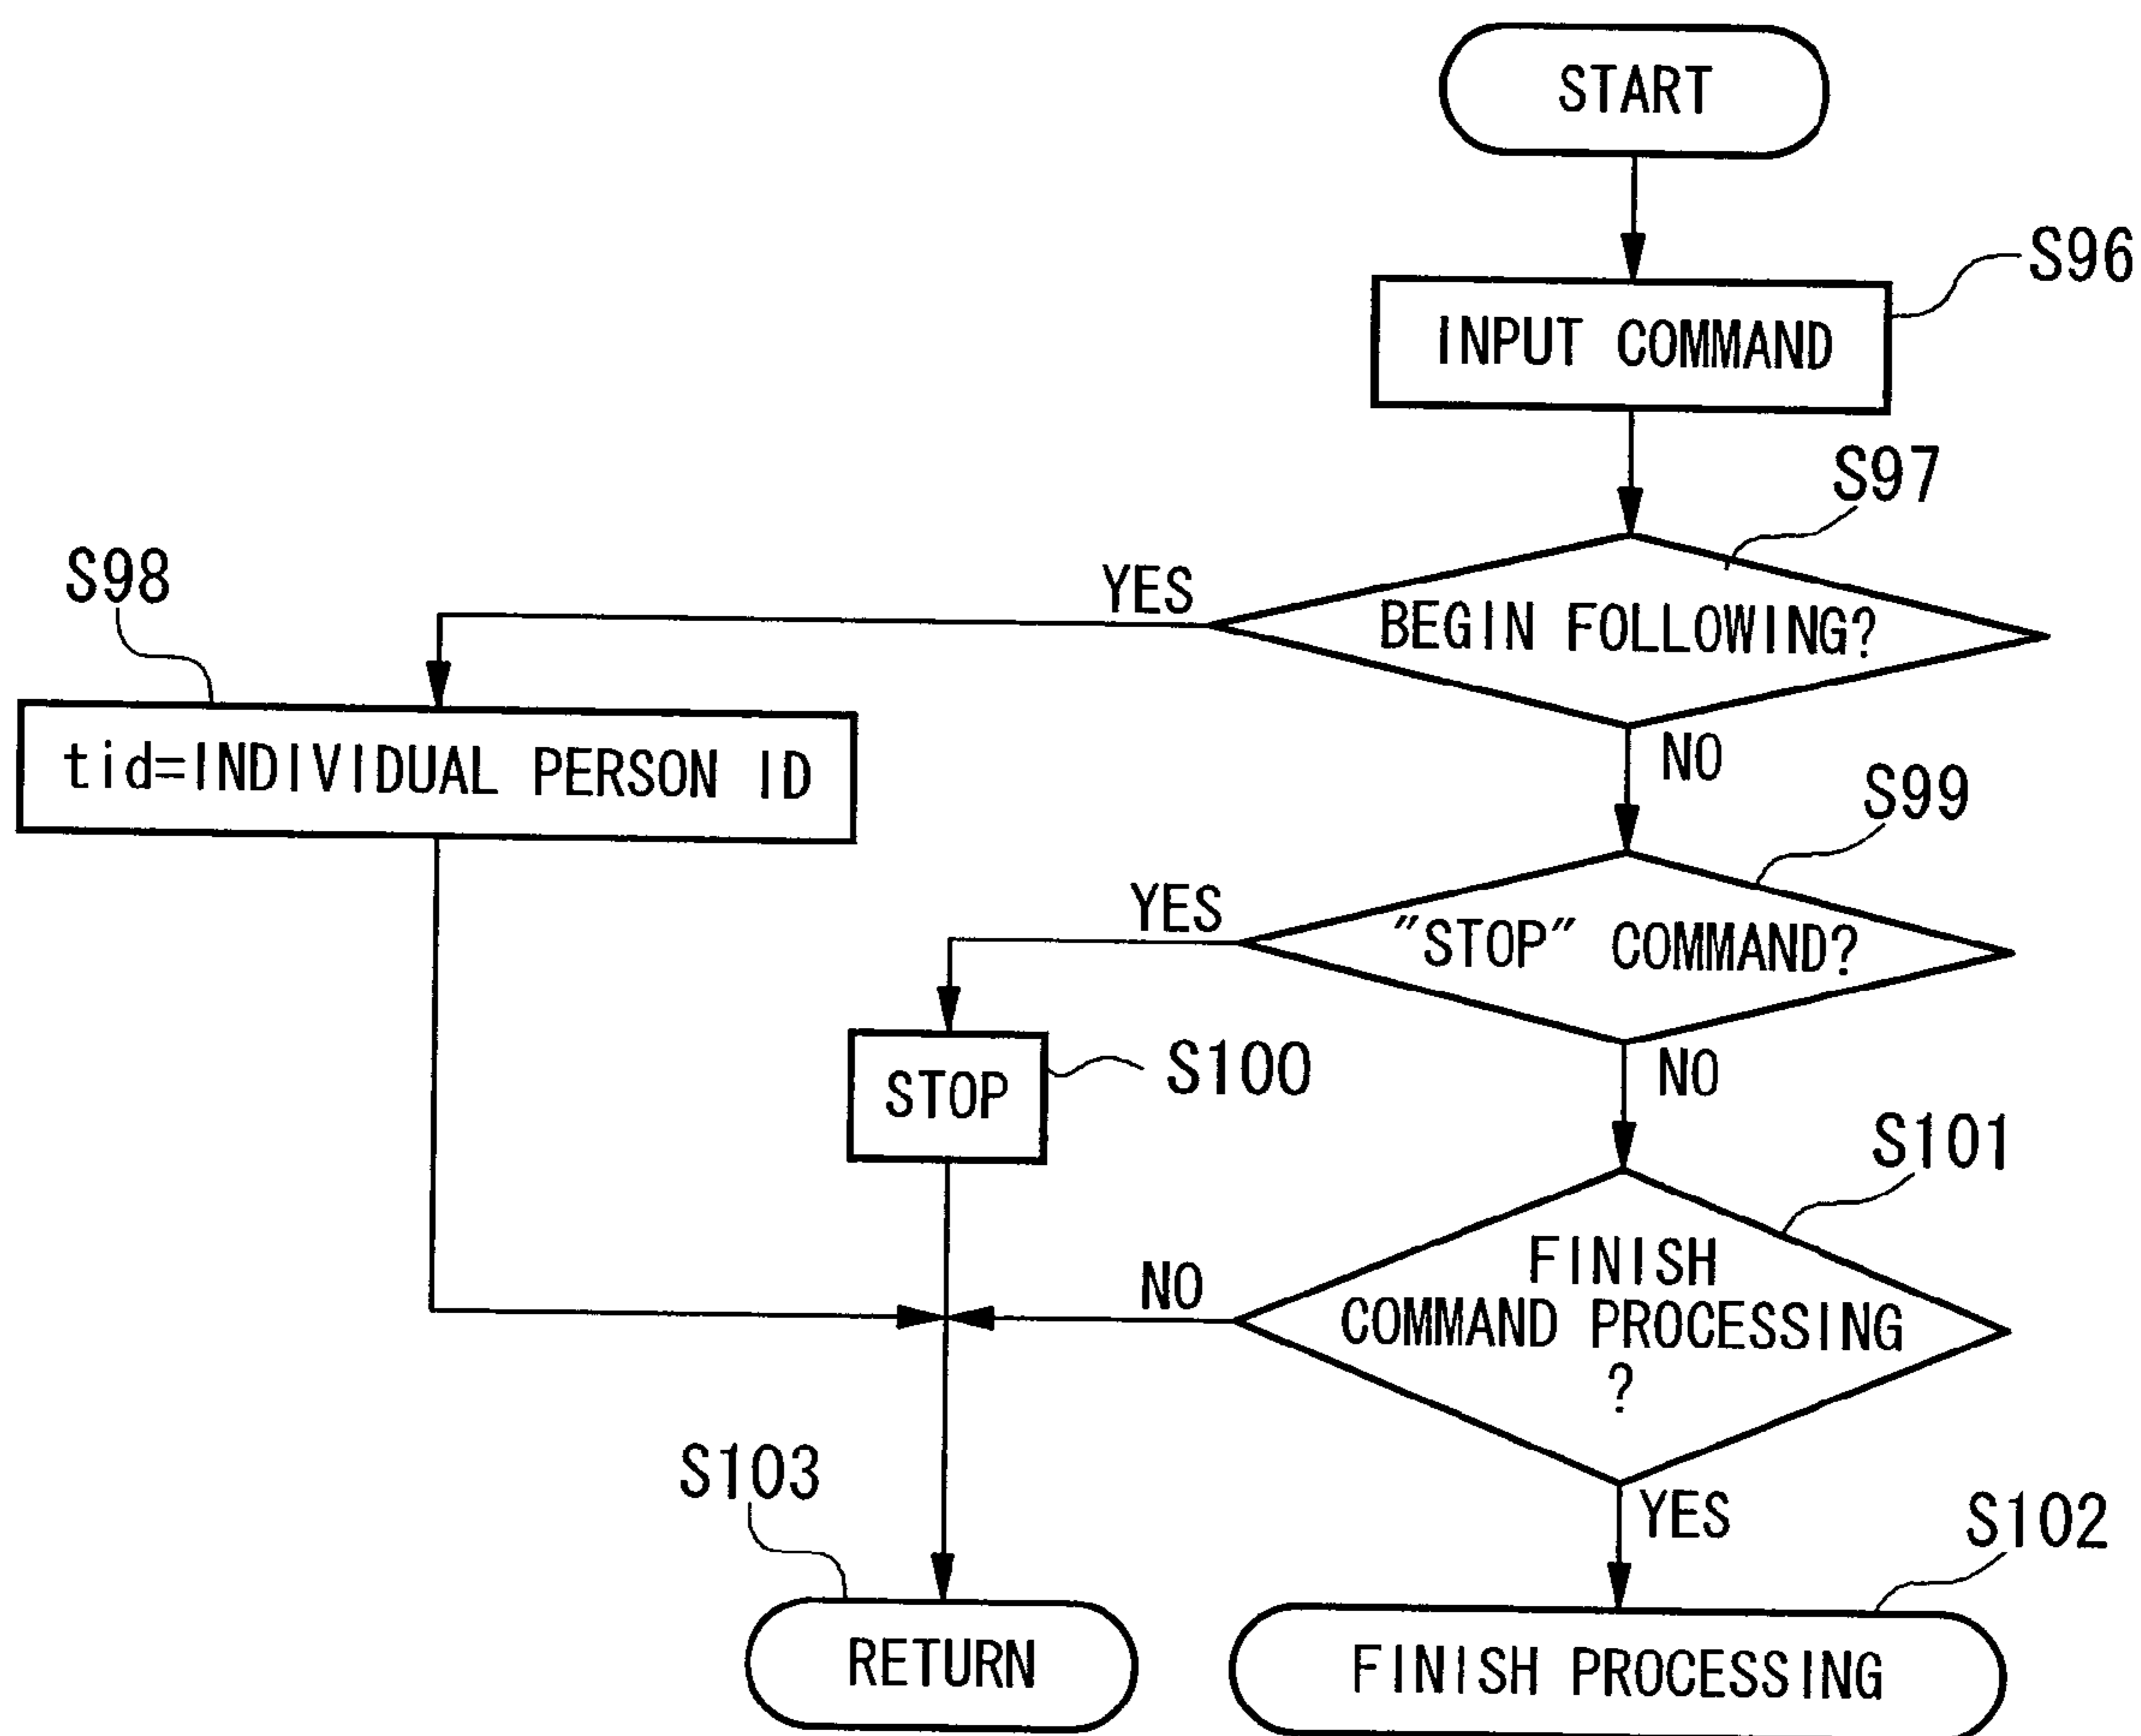 START
S96
INPUT COMMAND
S97
YES
BEGIN FOLLOWING?
S98
tid=INDIVIDUAL PERSON ID
NO
S99
YES
"STOP" COMMAND?
STOP
S100
NO
S101
FINISH
COMMAND PROCESSING
?
NO
S103
YES
S102
RETURN
FINISH PROCESSING